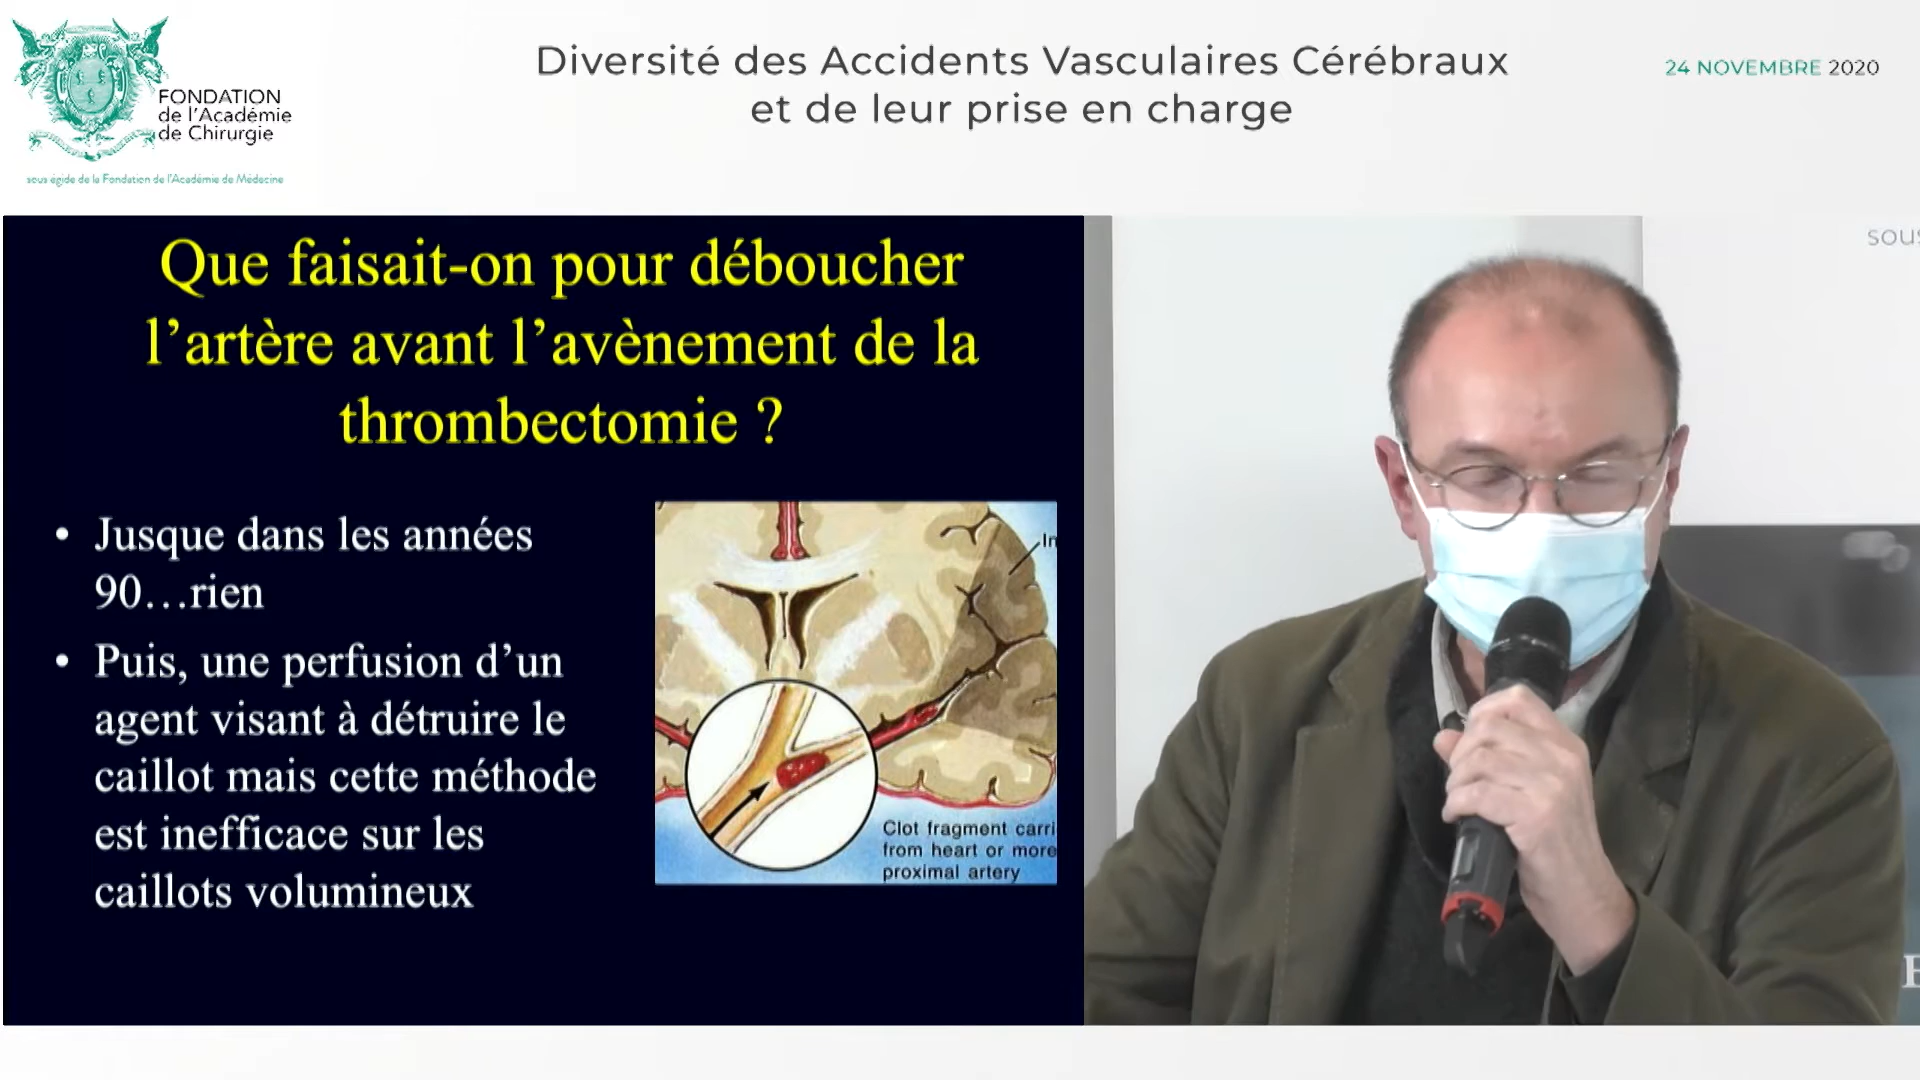 FONDATION
de l'Académie
de Chirurgie
sous égide de la Fondation de l'Académie de Médecine
Diversité des Accidents Vasculaires Cérébraux
et de leur prise en charge
24 NOVEMBRE 2020
Que faisait-on pour déboucher
l'artère avant l'avènement de la
thrombectomie ?
• Jusque dans les années
90…rien
• Puis, une perfusion d'un
agent visant à détruire le
caillot mais cette méthode
est inefficace sur les
caillots volumineux
In
Clot fragment carri
from heart or more
proximal artery
sous
E